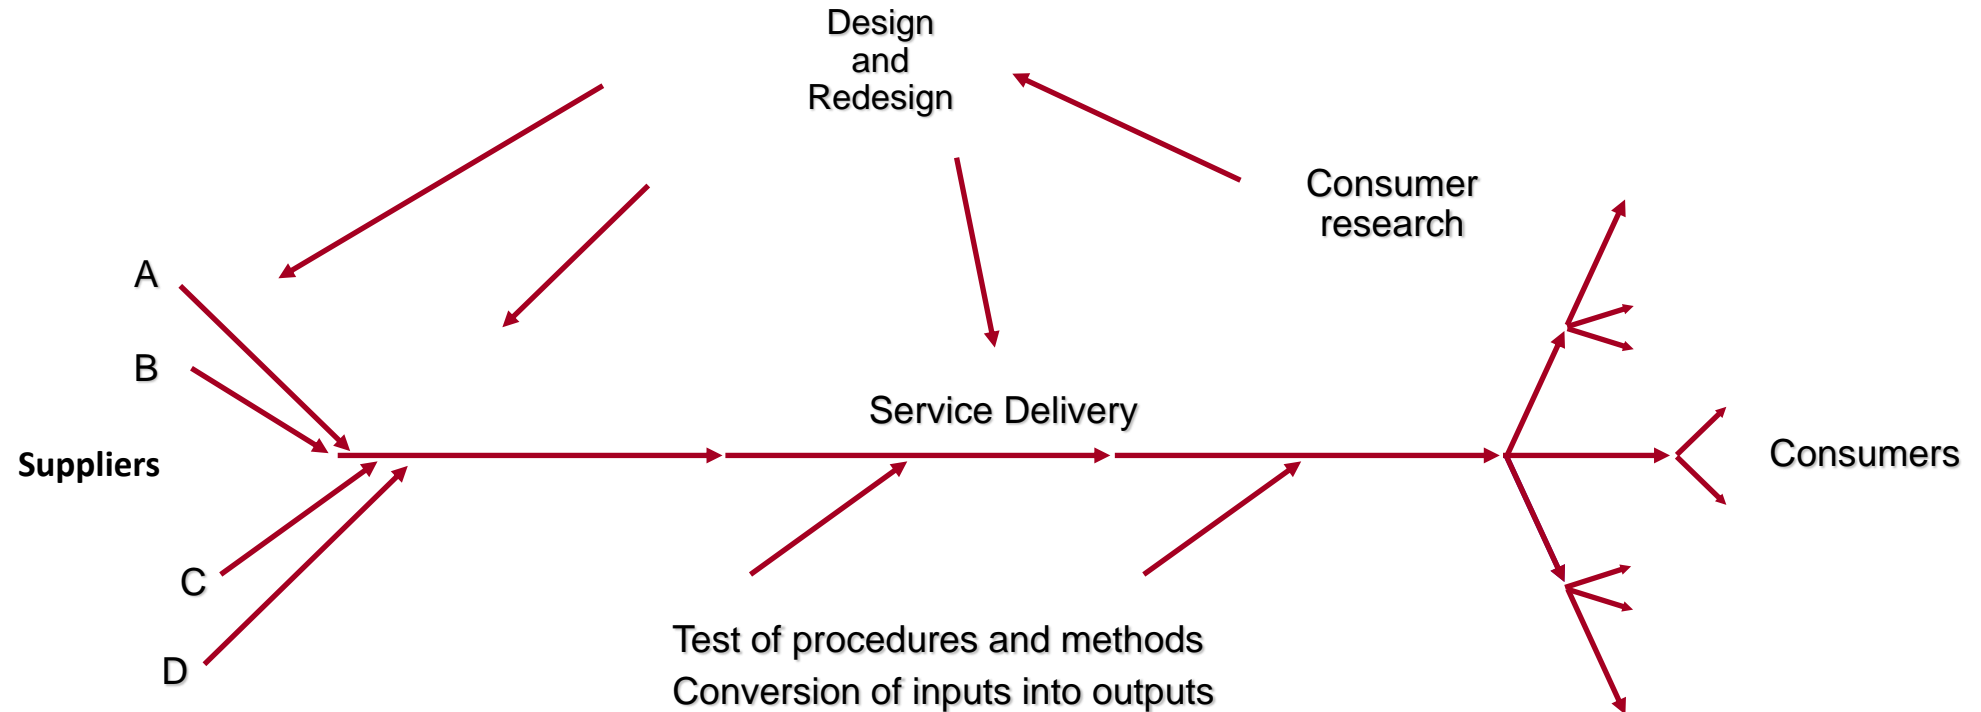 Design
and
Redesign
Consumer
research
A
B
Service Delivery
Suppliers
Consumers
C
D
Test of procedures and methods
Conversion of inputs into outputs